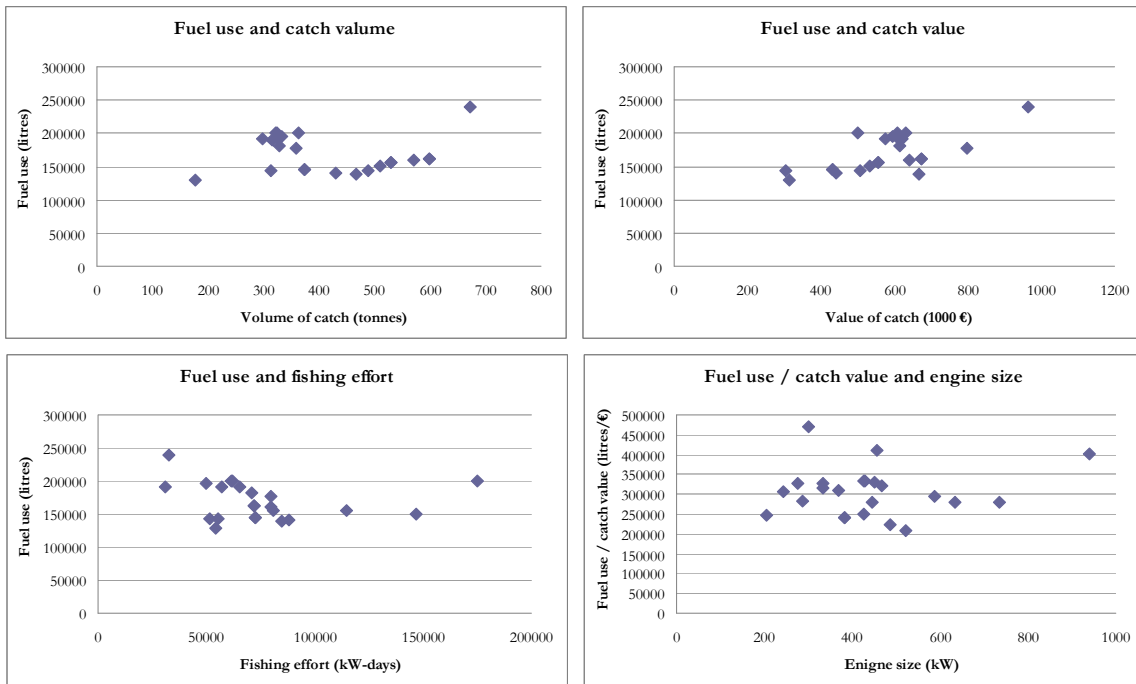 Fuel use and catch valume
Fuel use (litres)
300000
250000
200000
150000
100000
50000
0
0 100 200 300 400 500 600 700 800
Volume of catch (tonnes)
Fuel use and catch value
Fuel use (litres)
300000
250000
200000
150000
100000
50000
0
0 200 400 600 800 1000 1200
Value of catch (1000 €)
Fuel use and fishing effort
Fuel use (litres)
300000
250000
200000
150000
100000
50000
0
0 50000 100000 150000 200000
Fishing effort (kW-days)
Fuel use / catch value and engine size
Fuel use / catch value (litres/€)
500000
450000
400000
350000
300000
250000
200000
150000
100000
50000
0
0 200 400 600 800 1000
Enigne size (kW)